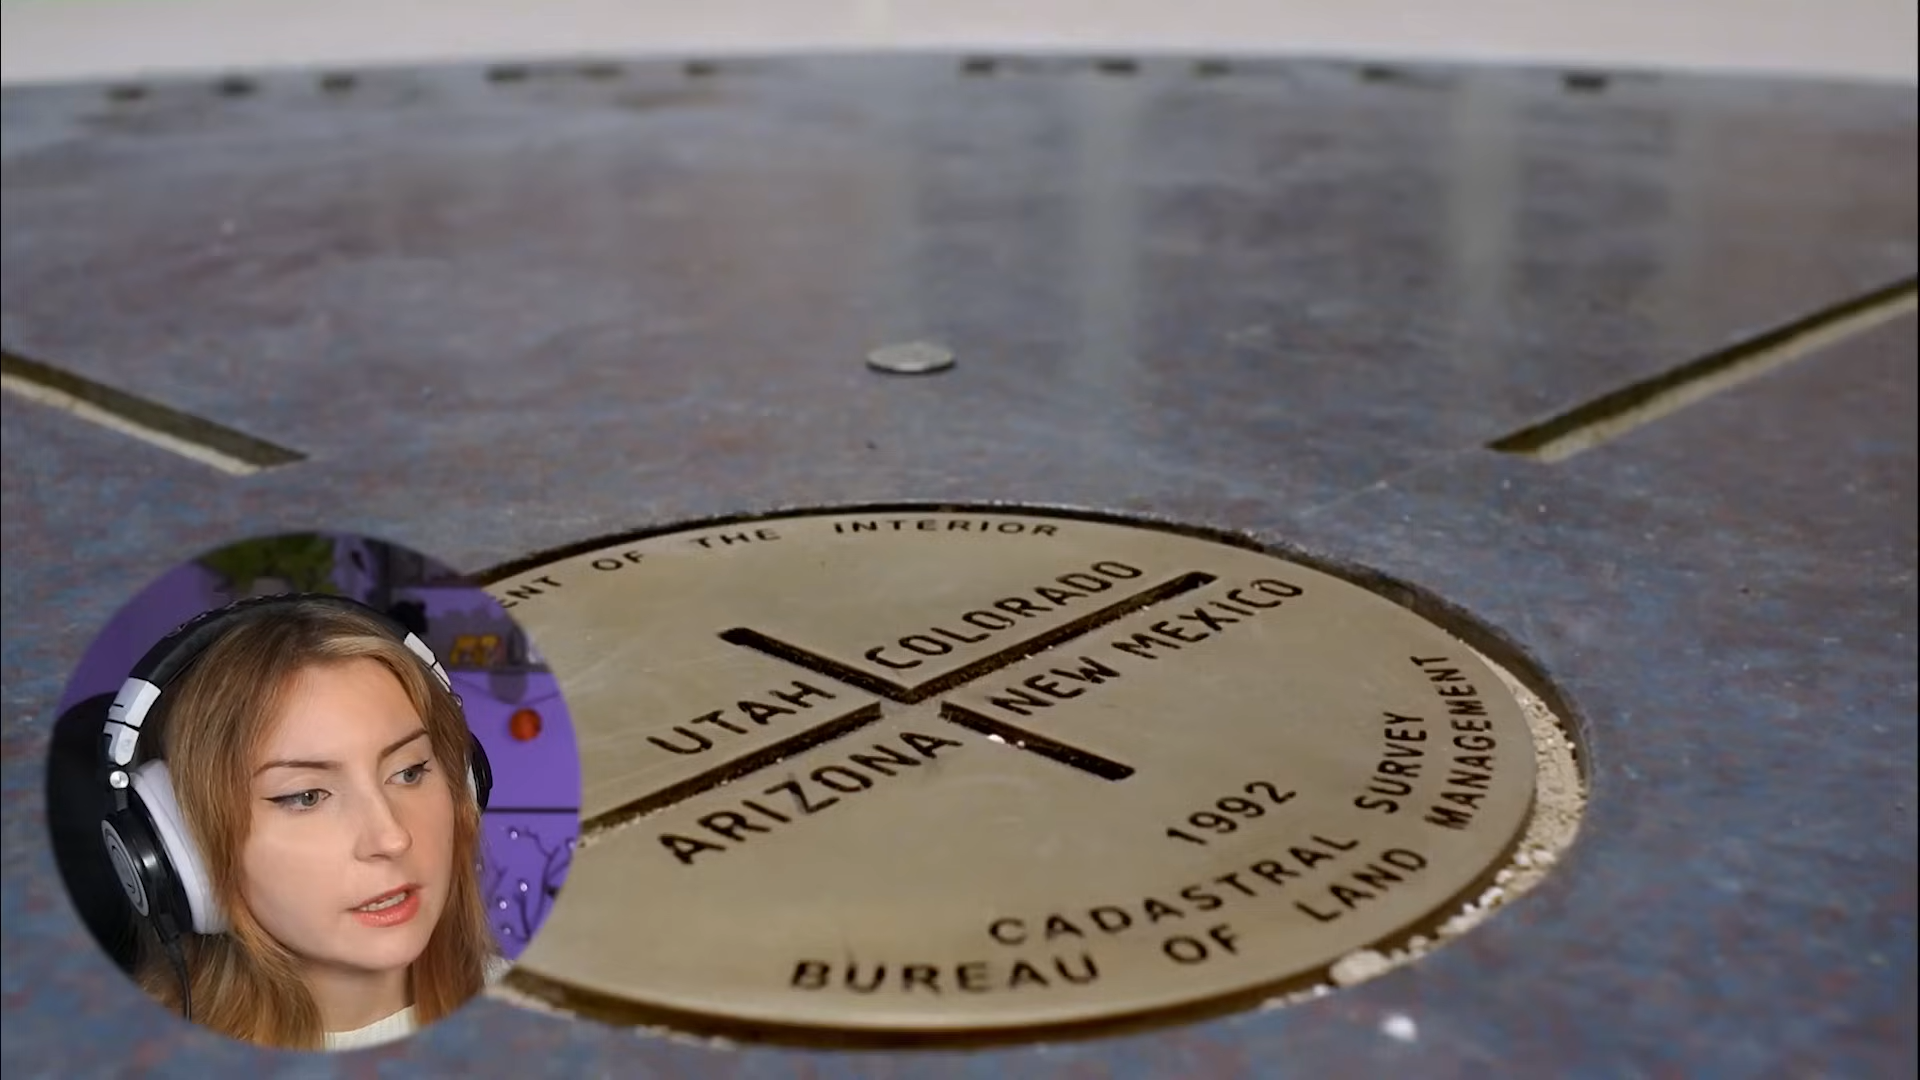 ENT OF THE INTERIOR
UTAH COLORADO
ARIZONA NEW MEXICO
1992
CADASTRAL SURVEY
BUREAU OF LAND MANAGEMENT